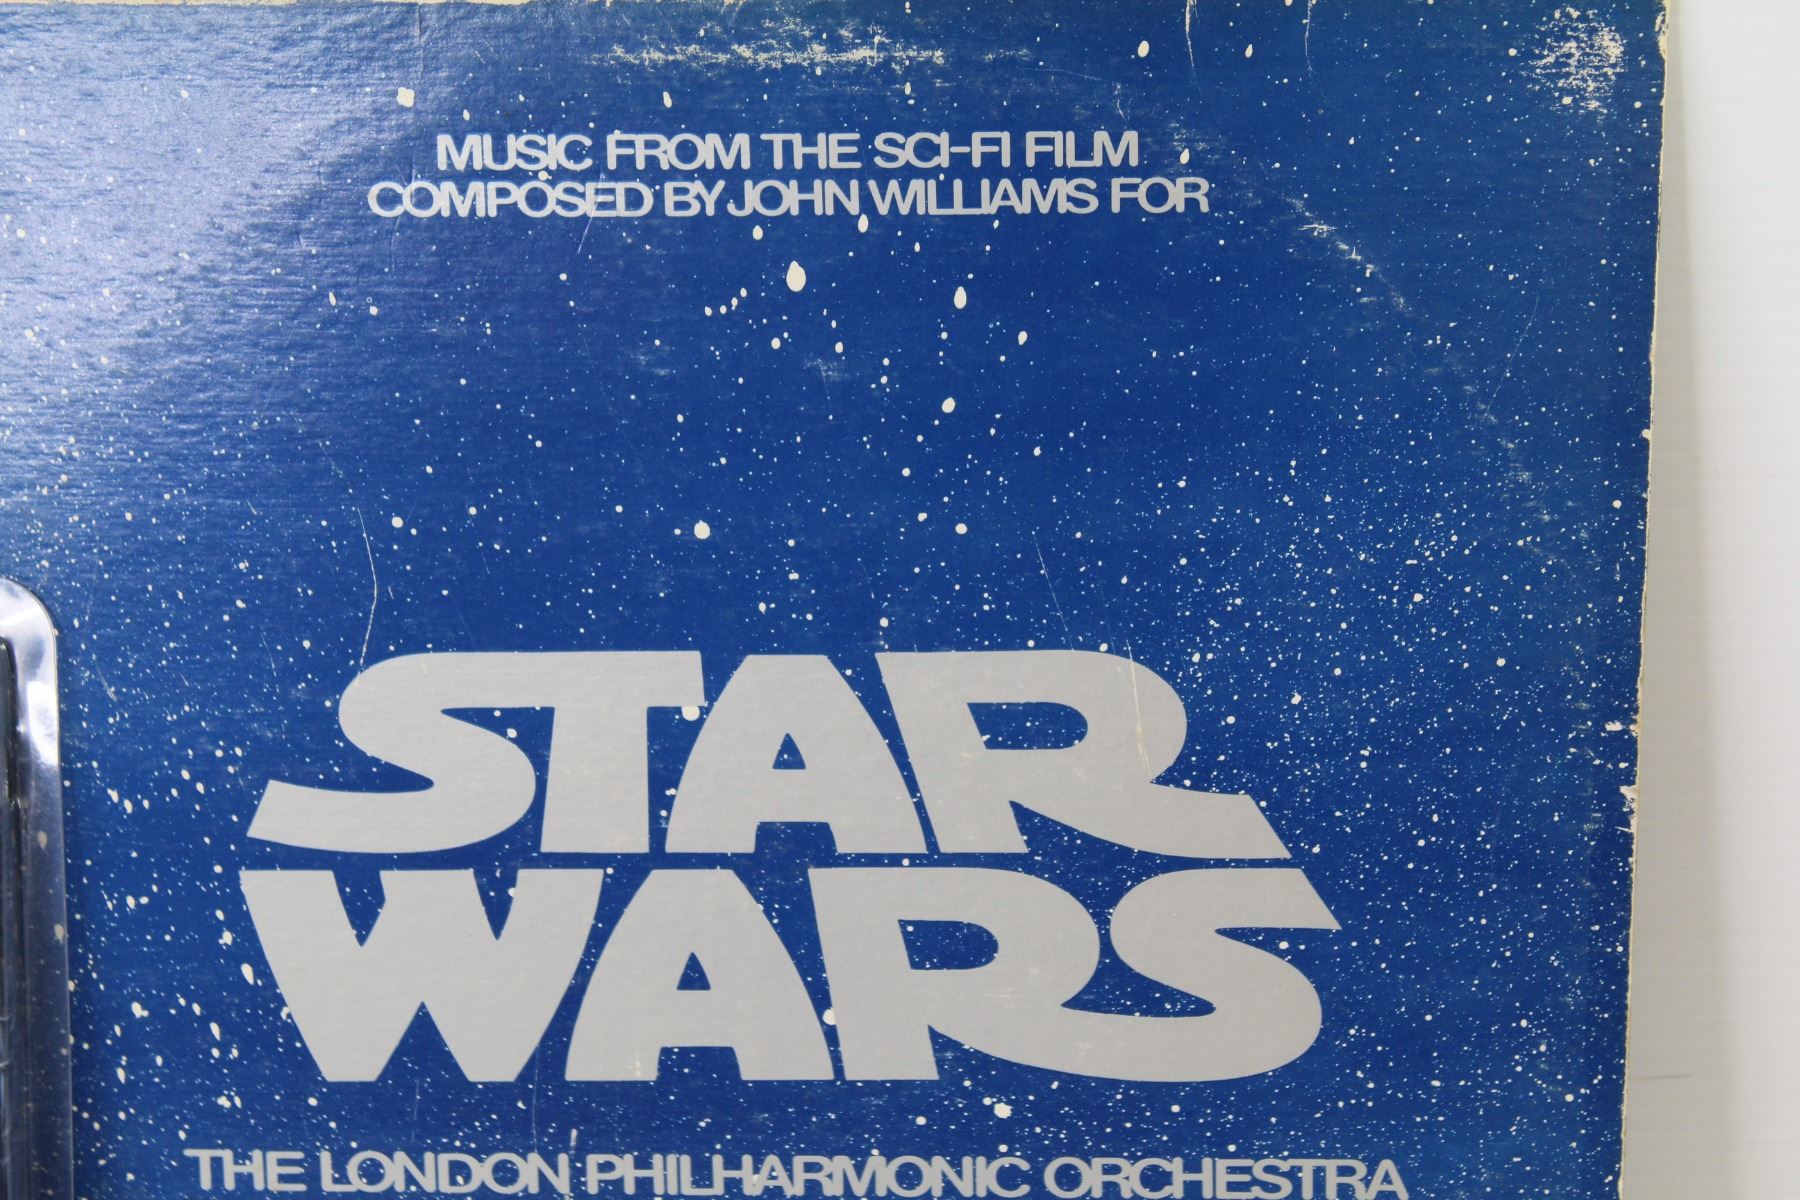 MUSIC FROM THE SCI-FI FILM
COMPOSED BY JOHN WILLIAMS FOR
STAR
WARS
THE LONDON PHILHARMONIC ORCHESTRA